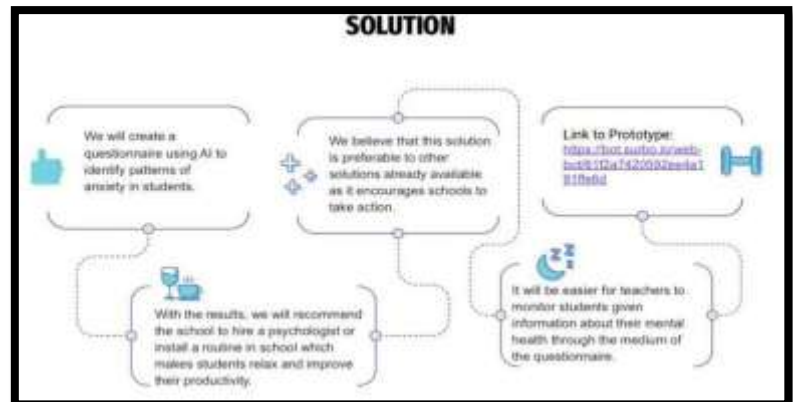 SOLUTION
We will create a
questionnaire using AI to
identify patterns of
anxiety in students.
With the results, we will recommend
the school to hire a psychologist or
install a routine in school which
makes students relax and improve
their productivity.
We believe that this solution
is preferable to other
solutions already available
as it encourages schools to
take action.
It will be easier for teachers to
monitor students given
information about their mental
health through the medium of
the questionnaire.
Link to Prototype: